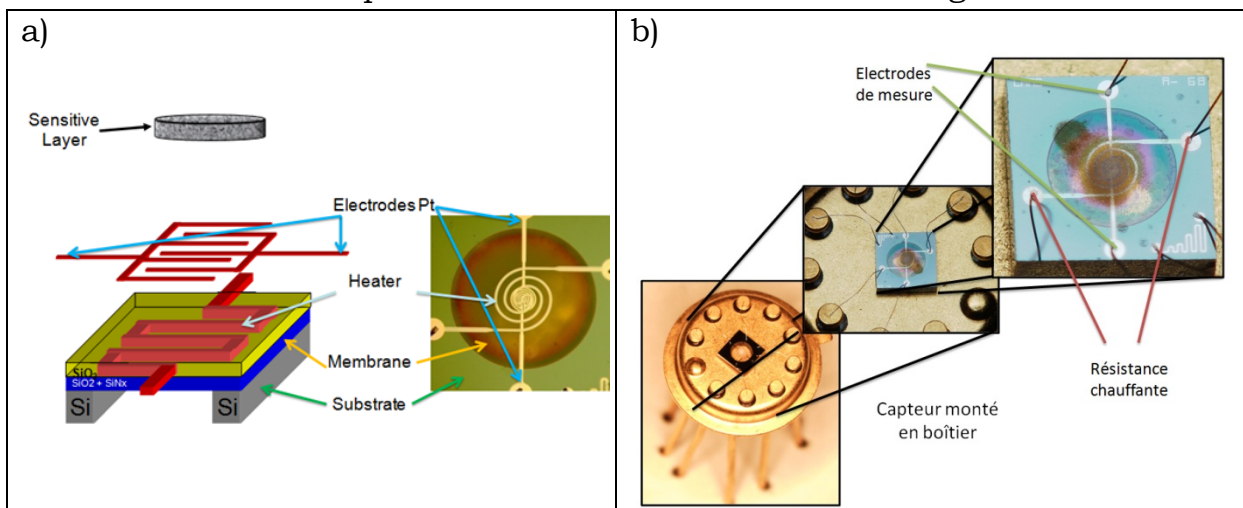 a)
Sensitive
Layer
Electrodes Pt
Heater
Membrane
SiO2 + SiNx
Si
Si
Substrate
b)
Electrodes
de mesure
Résistance
chauffante
Capteur monté
en boîtier